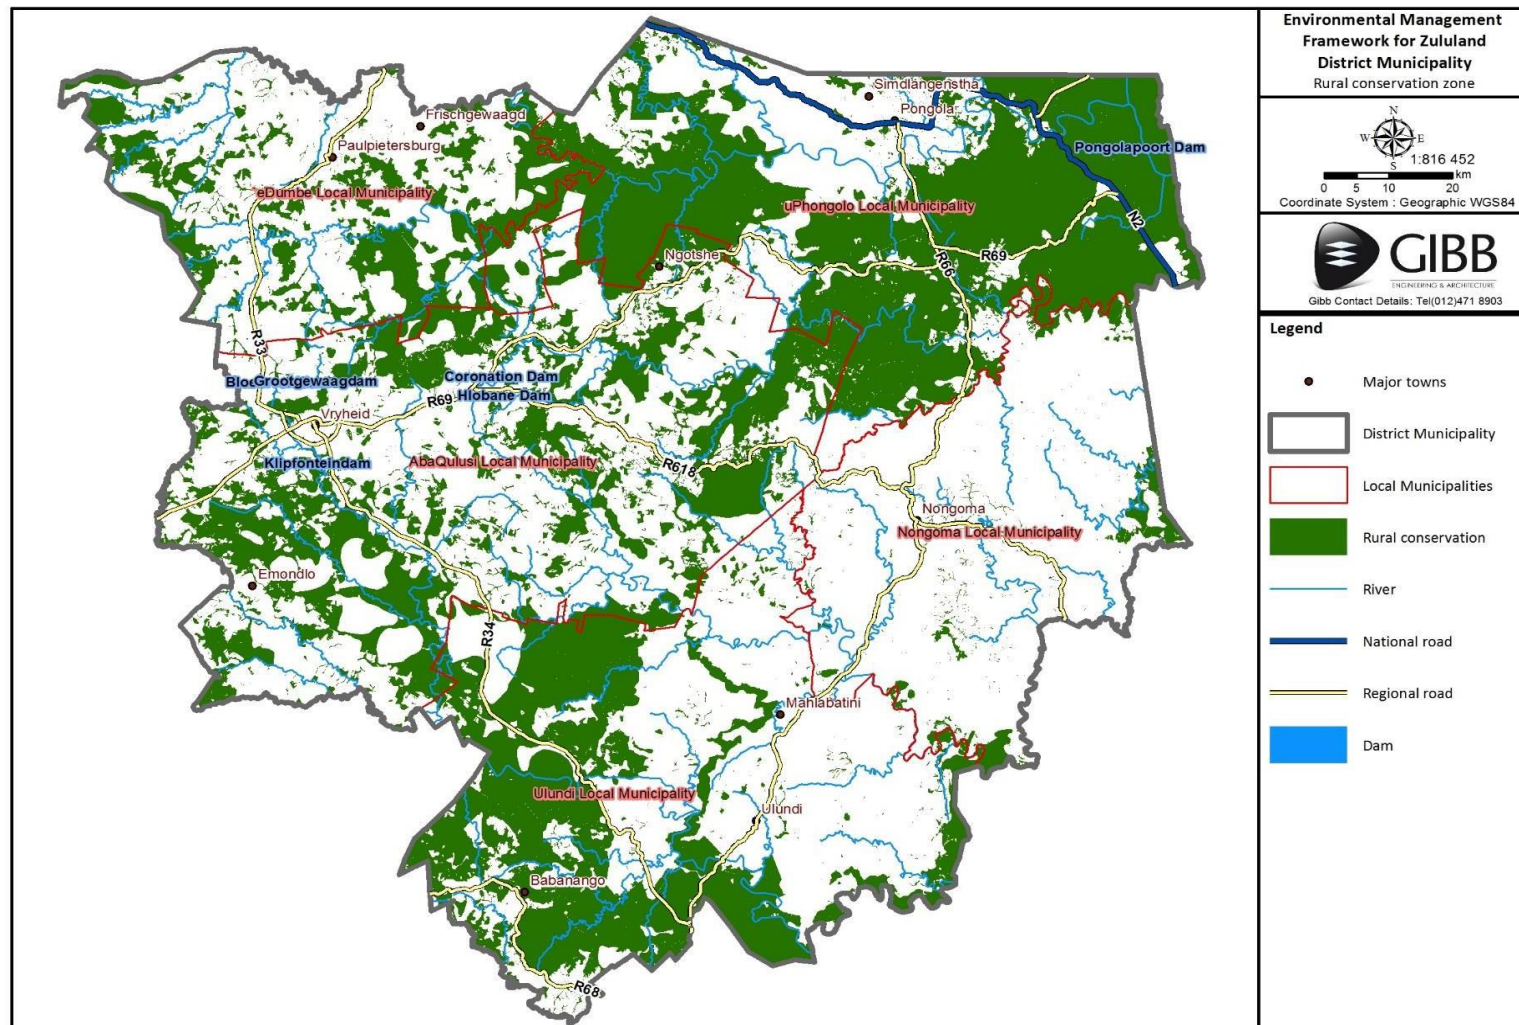 Environmental Management
Framework for Zululand
District Municipality
Rural conservation zone
N
W
E
S
1:816 452
km
0 5 10 20
Coordinate System : Geographic WGS84
GIBB
ENGINEERING & ARCHITECTURE
Gibb Contact Details: Tel(012)471 8903
Legend
Major towns
District Municipality
Local Municipalities
Rural conservation
River
National road
Regional road
Dam
Simdlangenstha
Pongolar
Frischgewaagd
Paulpietersburg
Pongolapoort Dam
eDumbe Local Municipality
uPhongolo Local Municipality
N2
Ngotshe
R66
R69
R33
Grootgewaagdam
Coronation Dam
Hlobane Dam
R69
Vryheid
Klipfonteindam
AbaQulusi Local Municipality
R618
Nongoma
Nongoma Local Municipality
Emondlo
R34
Mahlabatini
Ulundi Local Municipality
Ulundi
Babanango
R68